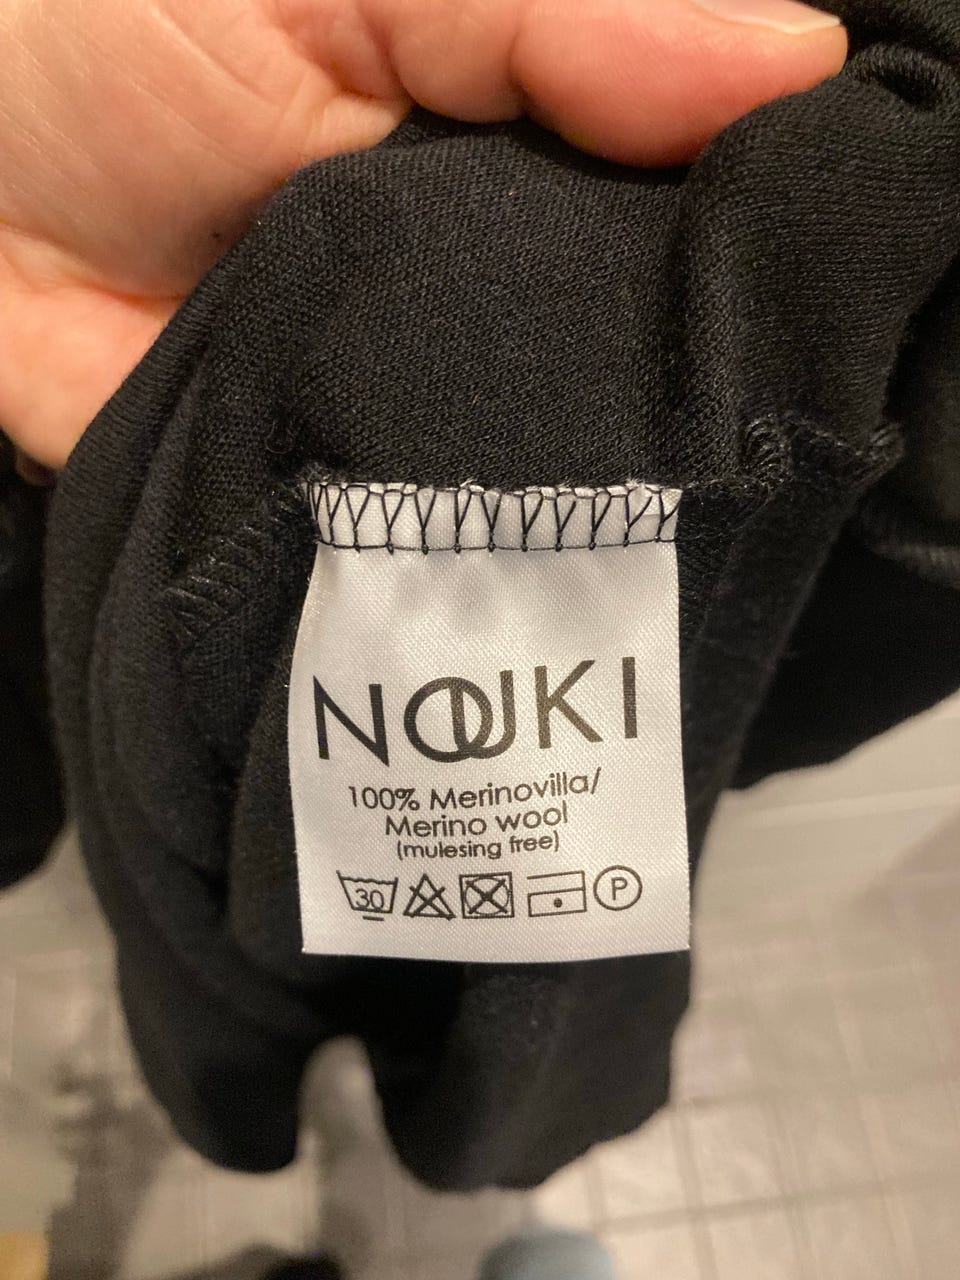 NOUKI
100% Merinovilla/
Merino wool
(mulesing free)
30 P